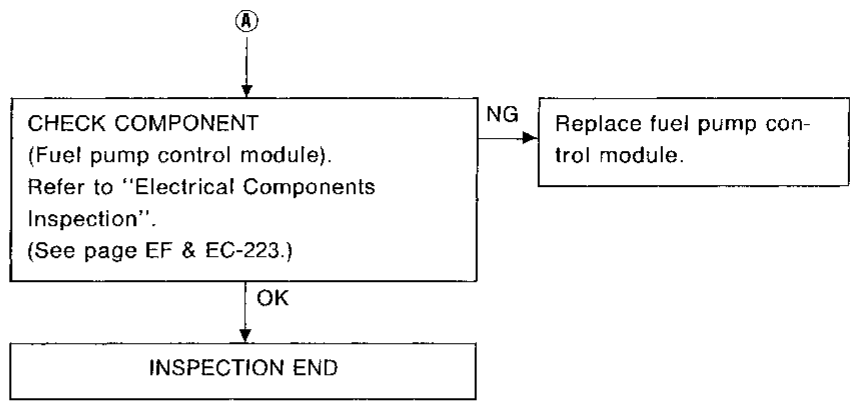 Ⓐ
CHECK COMPONENT
(Fuel pump control module).
Refer to "Electrical Components
Inspection".
(See page EF & EC-223.)
NG
Replace fuel pump con-
trol module.
OK
INSPECTION END